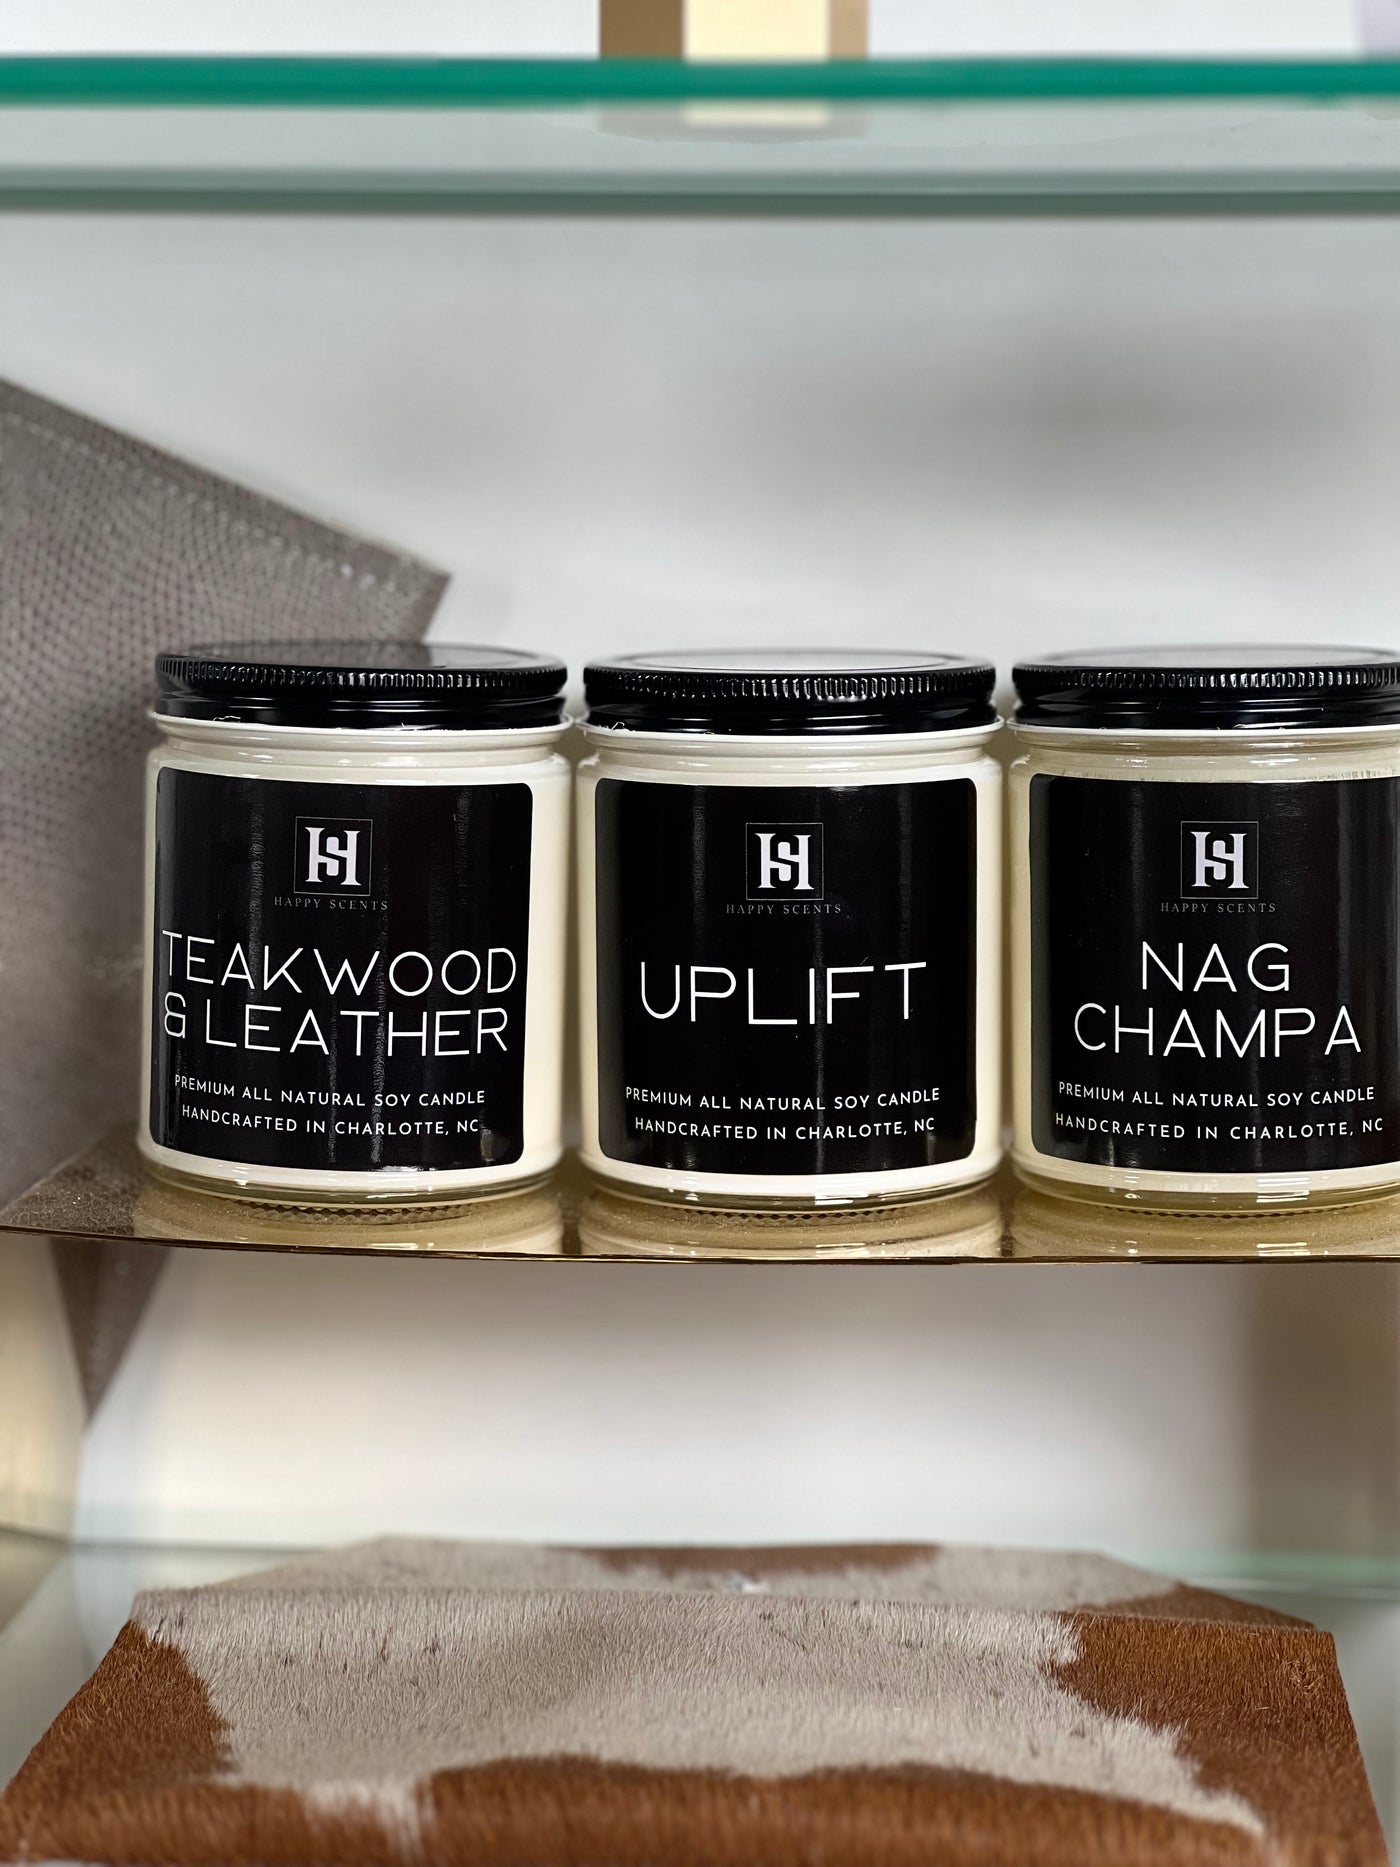 HS
HAPPY SCENTS
TEAKWOOD
& LEATHER
PREMIUM ALL NATURAL SOY CANDLE
HANDCRAFTED IN CHARLOTTE, NC
HS
HAPPY SCENTS
UPLIFT
PREMIUM ALL NATURAL SOY CANDLE
HANDCRAFTED IN CHARLOTTE, NC
HS
HAPPY SCENTS
NAG
CHAMPA
PREMIUM ALL NATURAL SOY CANDLE
HANDCRAFTED IN CHARLOTTE, NC